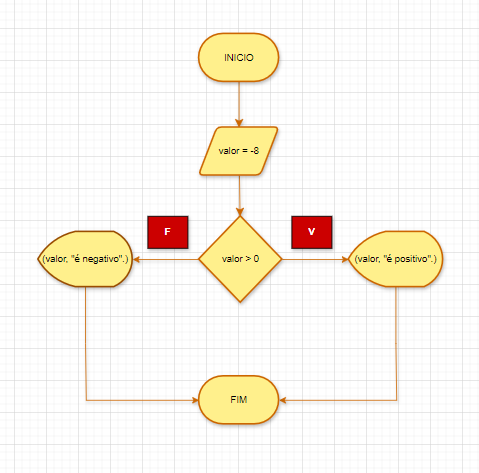 INICIO
valor = -8
F
V
(valor, "é negativo".)
valor > 0
(valor, "é positivo".)
FIM